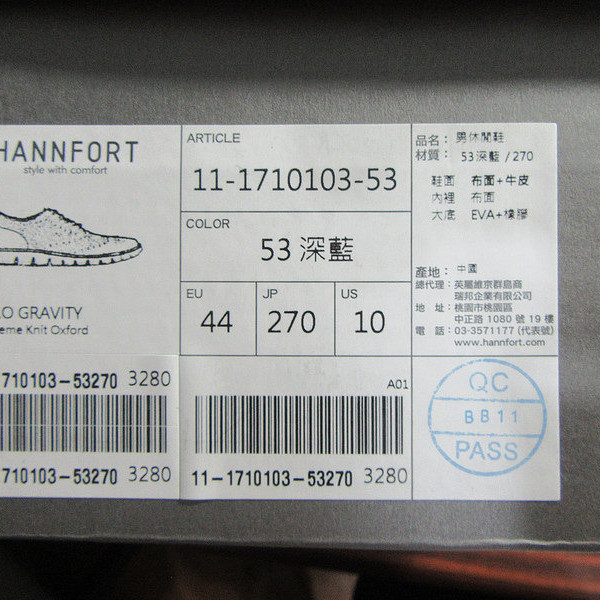 HANNFORT
style with comfort
O GRAVITY
eme Knit Oxford
ARTICLE
11-1710103-53
COLOR
53 深藍
EU
44
JP
270
US
10
品名： 男休閒鞋
材質： 53深藍 / 270
鞋面 布面+牛皮
內裡 布面
大底 EVA+橡膠
產地： 中國
總代理： 英屬維京群島商
瑞邦企業有限公司
地 址： 桃園市桃園區
中正路 1080 號 19 樓
電 話： 03-3571177 (代表號)
www.hannfort.com
710103-53270 3280
1710103-53270 3280
A01
11-1710103-53270 3280
QC
BB11
PASS